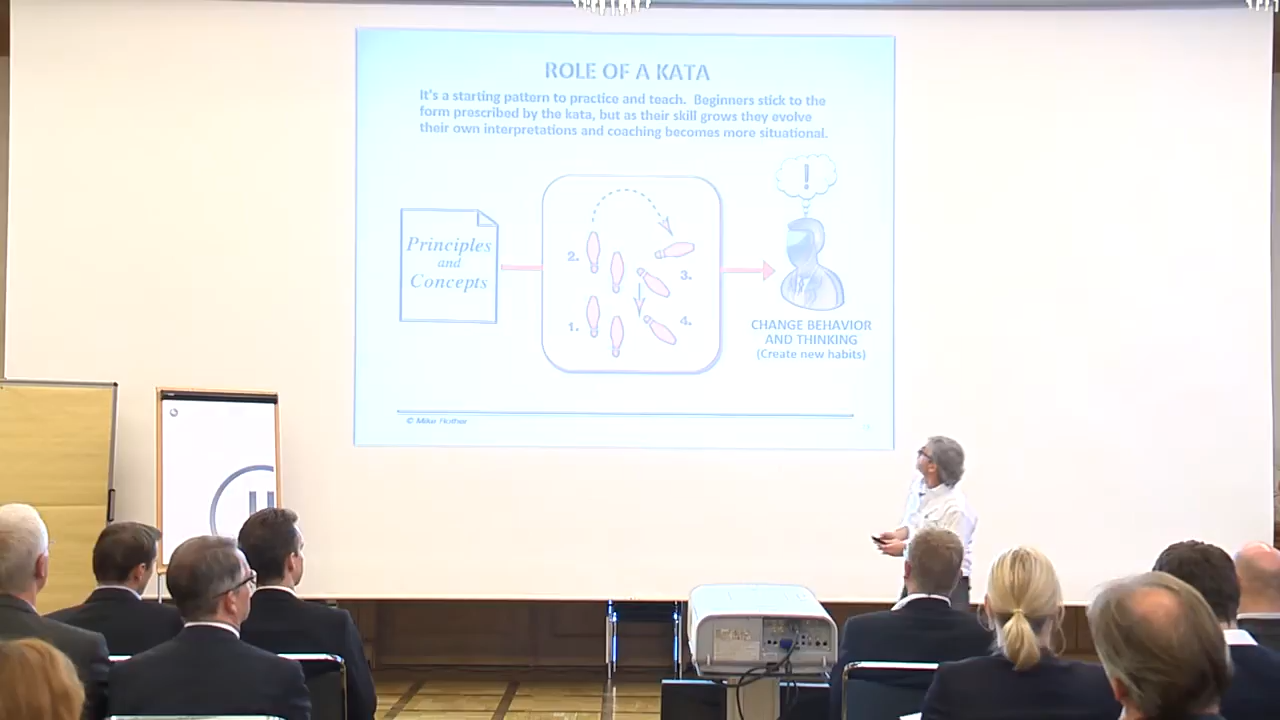 ROLE OF A KATA
It's a starting pattern to practice and teach. Beginners stick to the
form prescribed by the kata, but as their skill grows they evolve
their own interpretations and coaching becomes more situational.
Principles
and
Concepts
2.
3.
1.
4.
CHANGE BEHAVIOR
AND THINKING
(Create new habits)
© Mike Rother